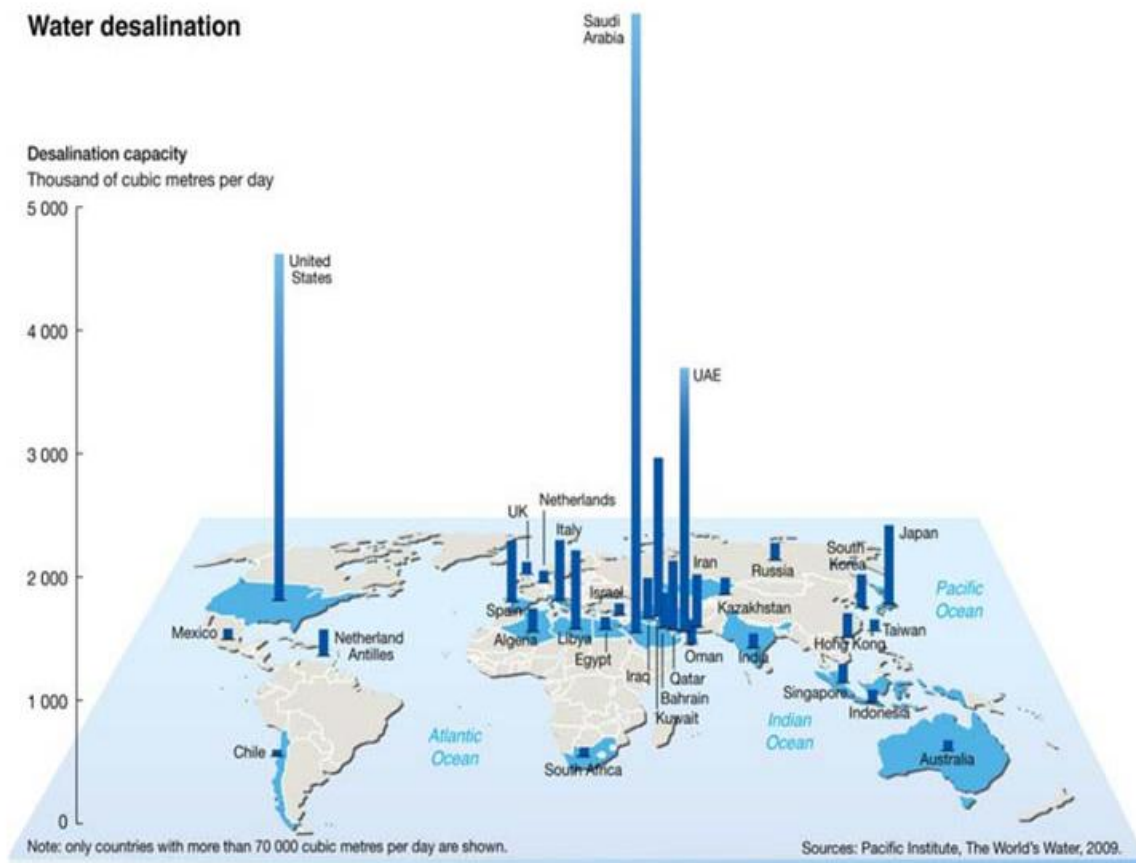 Water desalination
Desalination capacity
Thousand of cubic metres per day
5 000
4 000
3 000
2 000
1 000
0
Saudi
Arabia
United
States
UAE
Netherlands
UK
Italy
Japan
South
Korea
Iran
Russia
Israel
Kazakhstan
Spain
Pacific
Ocean
Mexico
Netherland
Antilles
Algeria
Libya
Taiwan
Hong Kong
Egypt
Oman
India
Iraq
Qatar
Singapore
Bahrain
Indonesia
Kuwait
Atlantic
Ocean
Indian
Ocean
Chile
South Africa
Australia
Note: only countries with more than 70 000 cubic metres per day are shown.
Sources: Pacific Institute, The World's Water, 2009.